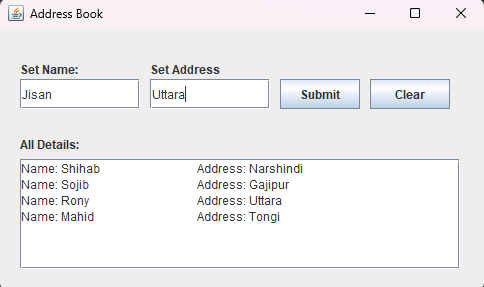 Address Book
Set Name: Set Address
Jisan Uttara Submit Clear
All Details:
Name: Shihab Address: Narshindi
Name: Sojib Address: Gajipur
Name: Rony Address: Uttara
Name: Mahid Address: Tongi